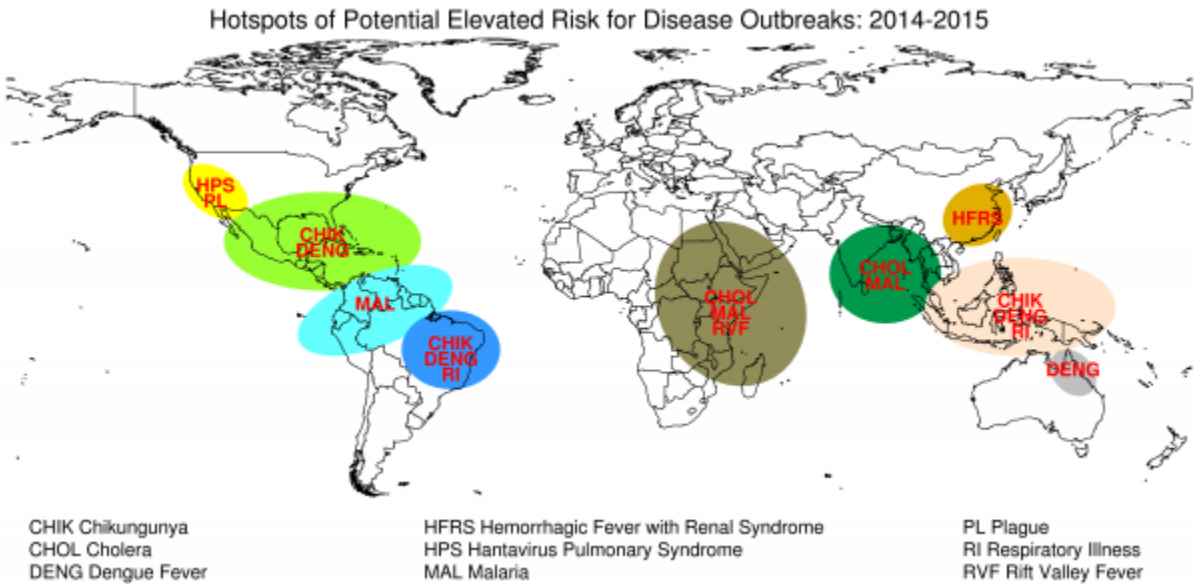 Hotspots of Potential Elevated Risk for Disease Outbreaks: 2014-2015
HPS
PL
CHIK
DENG
MAL
CHIK
DENG
RI
CHOL
MAL
RVF
CHOL
MAL
HFRS
CHIK
DENG
RI
DENG
CHIK Chikungunya
CHOL Cholera
DENG Dengue Fever
HFRS Hemorrhagic Fever with Renal Syndrome
HPS Hantavirus Pulmonary Syndrome
MAL Malaria
PL Plague
RI Respiratory Illness
RVF Rift Valley Fever